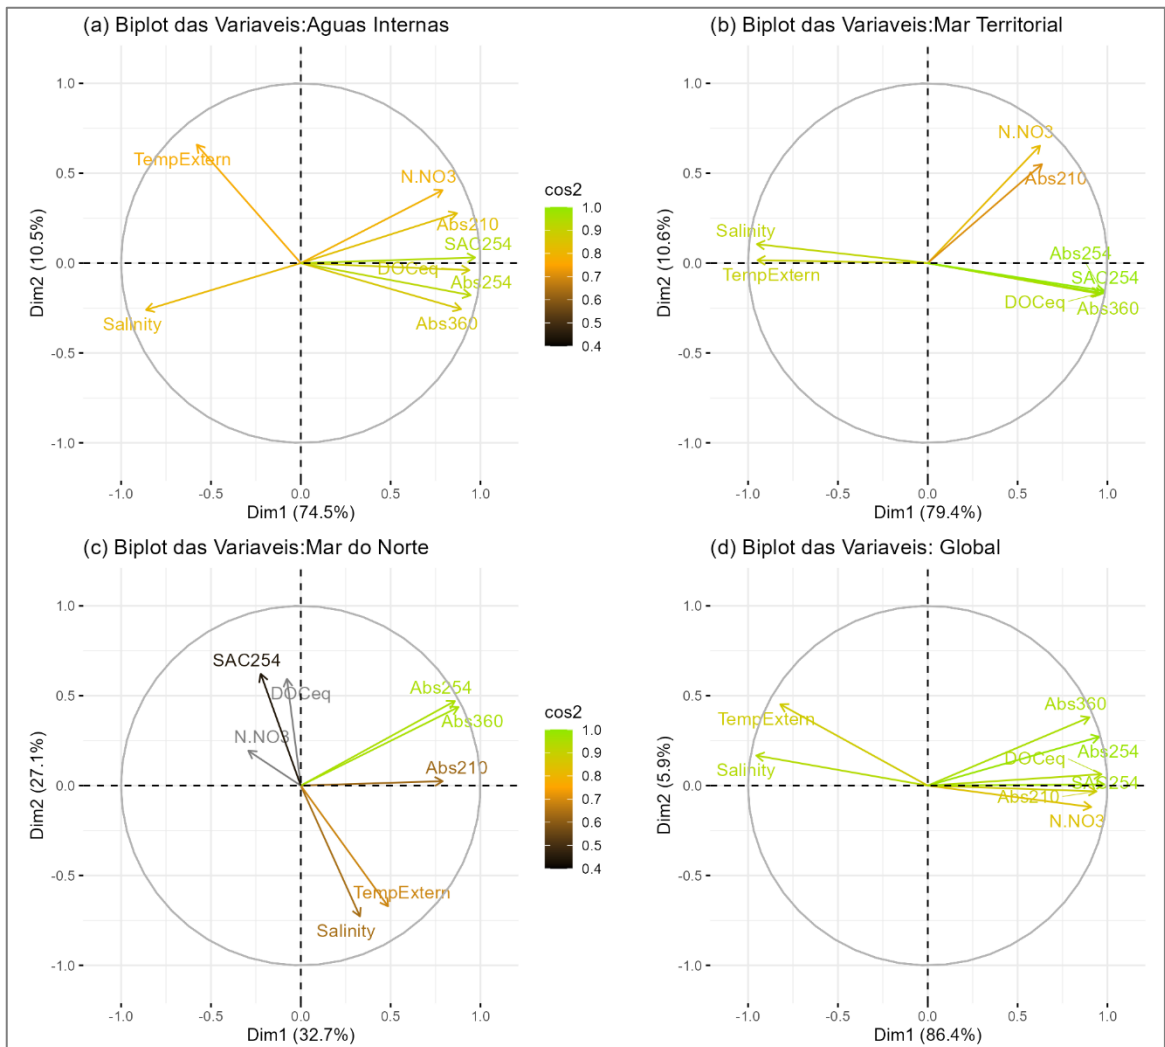 (a) Biplot das Variaveis:Aguas Internas
1.0
0.5
0.0
-0.5
-1.0
Dim2 (10.5%)
TempExtern
N.NO3
Abs210
SAC254
DOCeq
Abs254
Abs360
Salinity
-1.0 -0.5 0.0 0.5 1.0
Dim1 (74.5%)
cos2
1.0
0.9
0.8
0.7
0.6
0.5
0.4
(b) Biplot das Variaveis:Mar Territorial
1.0
0.5
0.0
-0.5
-1.0
Dim2 (10.6%)
N.NO3
Abs210
Salinity
Abs254
TempExtern
SAC254
DOCeq
Abs360
-1.0 -0.5 0.0 0.5 1.0
Dim1 (79.4%)
(c) Biplot das Variaveis:Mar do Norte
1.0
0.5
0.0
-0.5
-1.0
Dim2 (27.1%)
SAC254
DOCeq
Abs254
Abs360
N.NO3
Abs210
TempExtern
Salinity
-1.0 -0.5 0.0 0.5 1.0
Dim1 (32.7%)
cos2
1.0
0.9
0.8
0.7
0.6
0.5
0.4
(d) Biplot das Variaveis: Global
1.0
0.5
0.0
-0.5
-1.0
Dim2 (5.9%)
Abs360
TempExtern
Abs254
DOCeq
Salinity
SAC254
Abs210
N.NO3
-1.0 -0.5 0.0 0.5 1.0
Dim1 (86.4%)